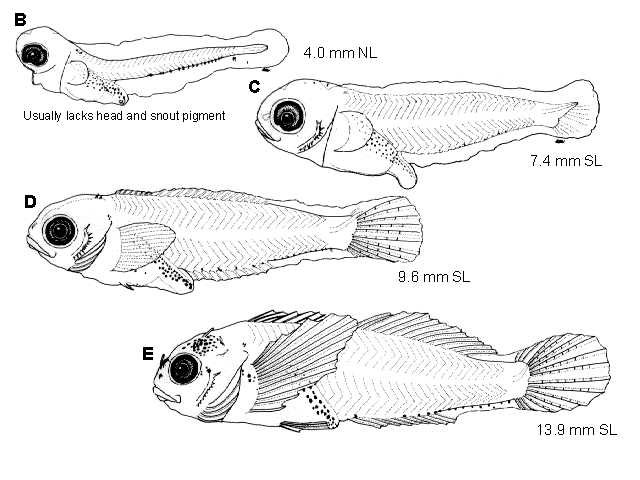 B
4.0 mm NL
Usually lacks head and snout pigment
C
7.4 mm SL
D
9.6 mm SL
E
13.9 mm SL